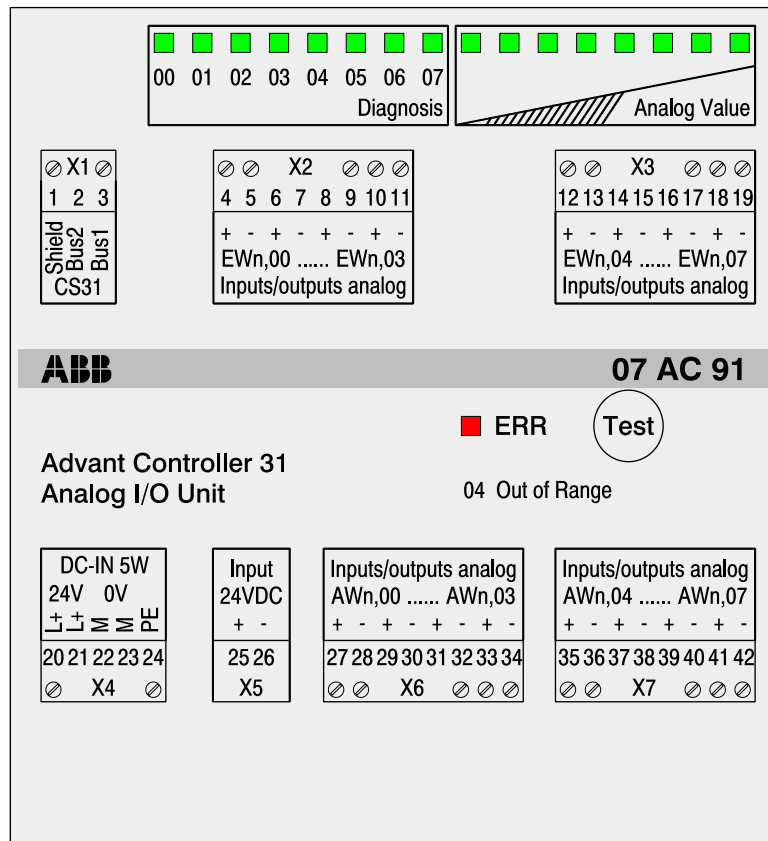 00 01 02 03 04 05 06 07
Diagnosis
Analog Value
X1
1 2 3
Shield
Bus2
Bus1
CS31
X2
4 5 6 7 8 9 10 11
+ - + - + - + -
EWn,00 ...... EWn,03
Inputs/outputs analog
X3
12 13 14 15 16 17 18 19
+ - + - + - + -
EWn,04 ...... EWn,07
Inputs/outputs analog
ABB
07 AC 91
ERR
Test
Advant Controller 31
Analog I/O Unit
04 Out of Range
DC-IN 5W
24V 0V
L+ L+ M M PE
20 21 22 23 24
X4
Input
24VDC
+ -
25 26
X5
Inputs/outputs analog
AWn,00 ...... AWn,03
+ - + - + - + -
27 28 29 30 31 32 33 34
X6
Inputs/outputs analog
AWn,04 ...... AWn,07
+ - + - + - + -
35 36 37 38 39 40 41 42
X7